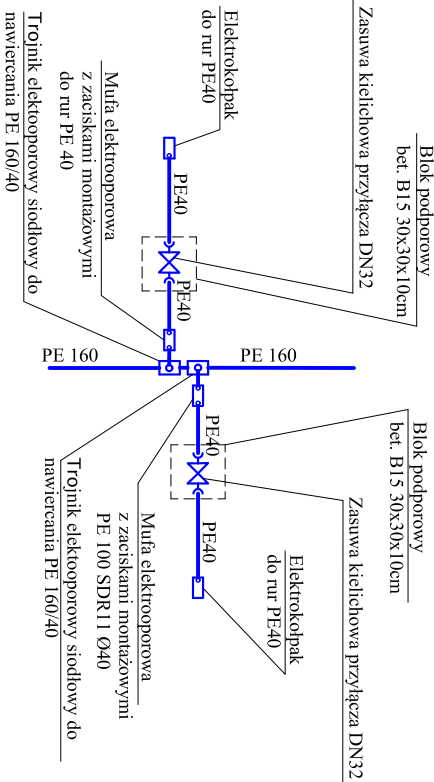 Blok podporowy
bet. B15 30x30x10cm
Zasuwa kielichowa przyłącza DN32
Elektrokołpak
do rur PE40
PE40
PE40
Mufa elektrooporowa
z zaciskami montażowymi
do rur PE 40
Trojnik elektooporowy siodłowy do
nawiercania PE 160/40
PE 160
PE 160
Blok podporowy
bet. B15 30x30x10cm
Zasuwa kielichowa przyłącza DN32
PE40
PE40
Elektrokołpak
do rur PE40
Mufa elektrooporowa
z zaciskami montażowymi
PE 100 SDR11 Ø40
Trojnik elektooporowy siodłowy do
nawiercania PE 160/40